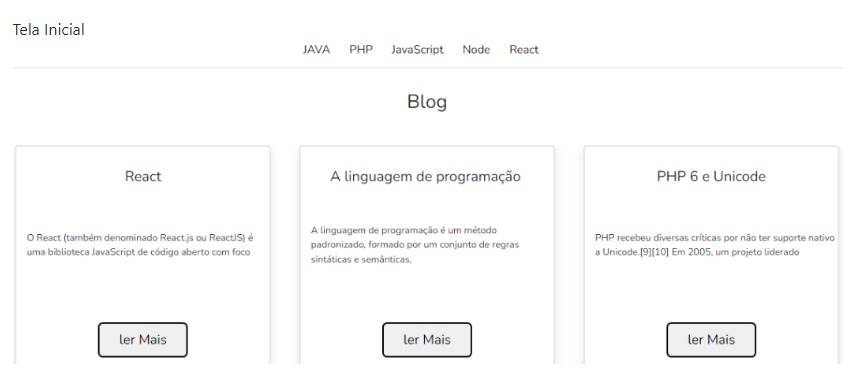 Tela Inicial
JAVA PHP JavaScript Node React
Blog
React
O React (também denominado React.js ou ReactJS) é
uma biblioteca JavaScript de código aberto com foco
ler Mais
A linguagem de programação
A linguagem de programação é um método
padronizado, formado por um conjunto de regras
sintáticas e semânticas,
ler Mais
PHP 6 e Unicode
PHP recebeu diversas críticas por não ter suporte nativo
a Unicode.[9][10] Em 2005, um projeto liderado
ler Mais